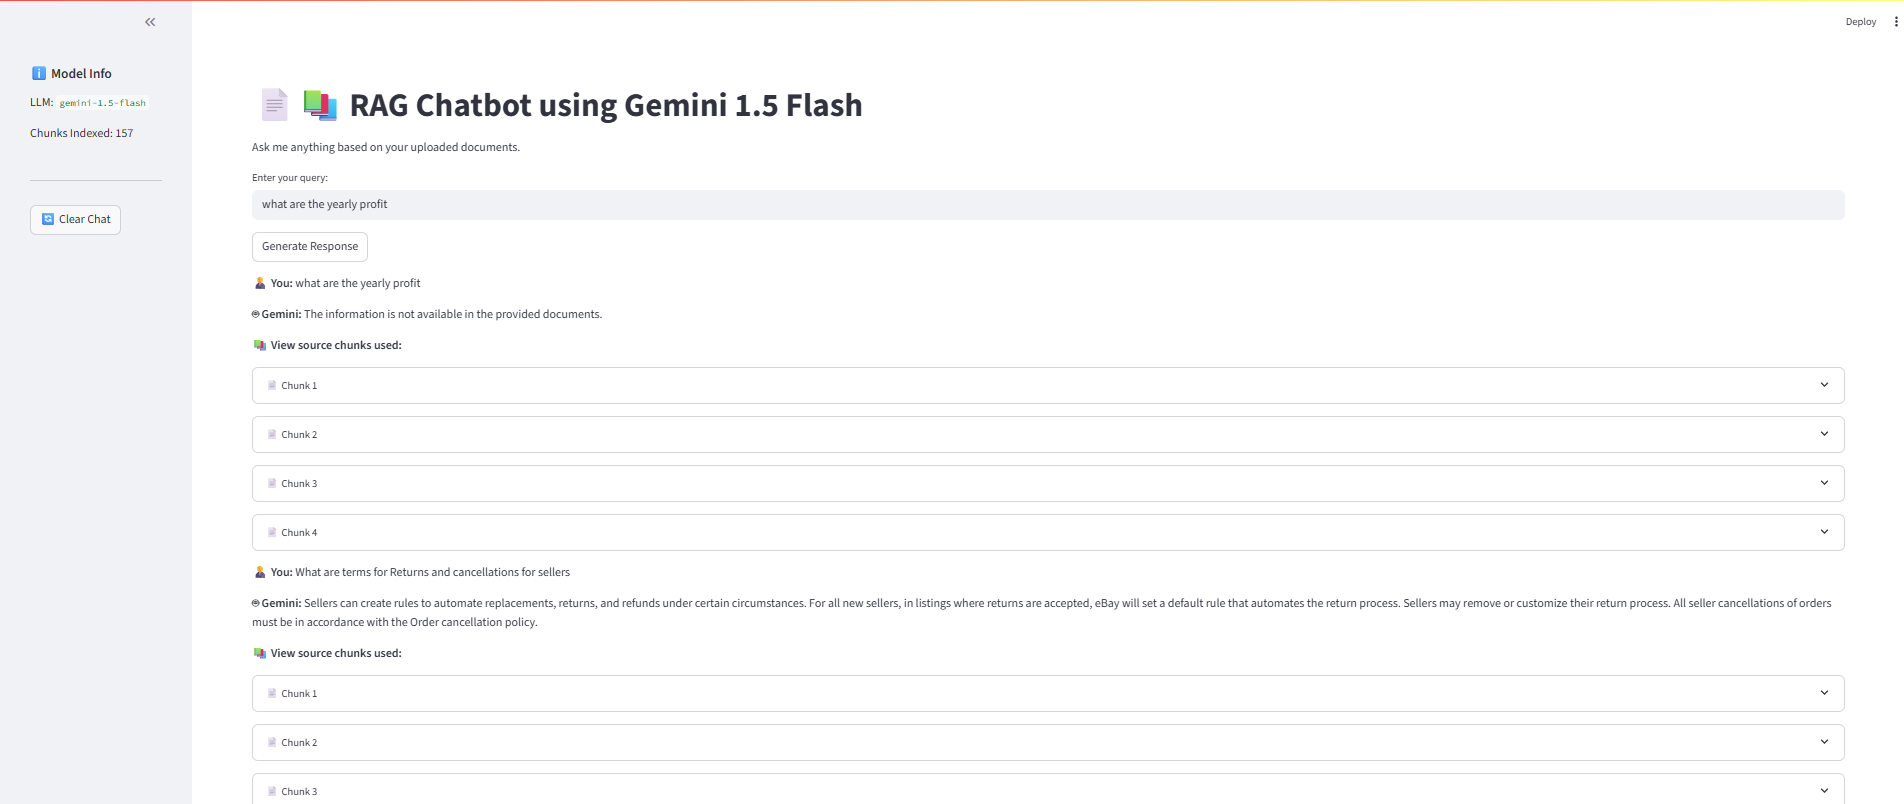 Deploy
Model Info
LLM: gemini-1.5-flash
Chunks Indexed: 157
Clear Chat
RAG Chatbot using Gemini 1.5 Flash
Ask me anything based on your uploaded documents.
Enter your query:
what are the yearly profit
Generate Response
You: what are the yearly profit
Gemini: The information is not available in the provided documents.
View source chunks used:
Chunk 1
Chunk 2
Chunk 3
Chunk 4
You: What are terms for Returns and cancellations for sellers
Gemini: Sellers can create rules to automate replacements, returns, and refunds under certain circumstances. For all new sellers, in listings where returns are accepted, eBay will set a default rule that automates the return process. Sellers may remove or customize their return process. All seller cancellations of orders
must be in accordance with the Order cancellation policy.
View source chunks used:
Chunk 1
Chunk 2
Chunk 3